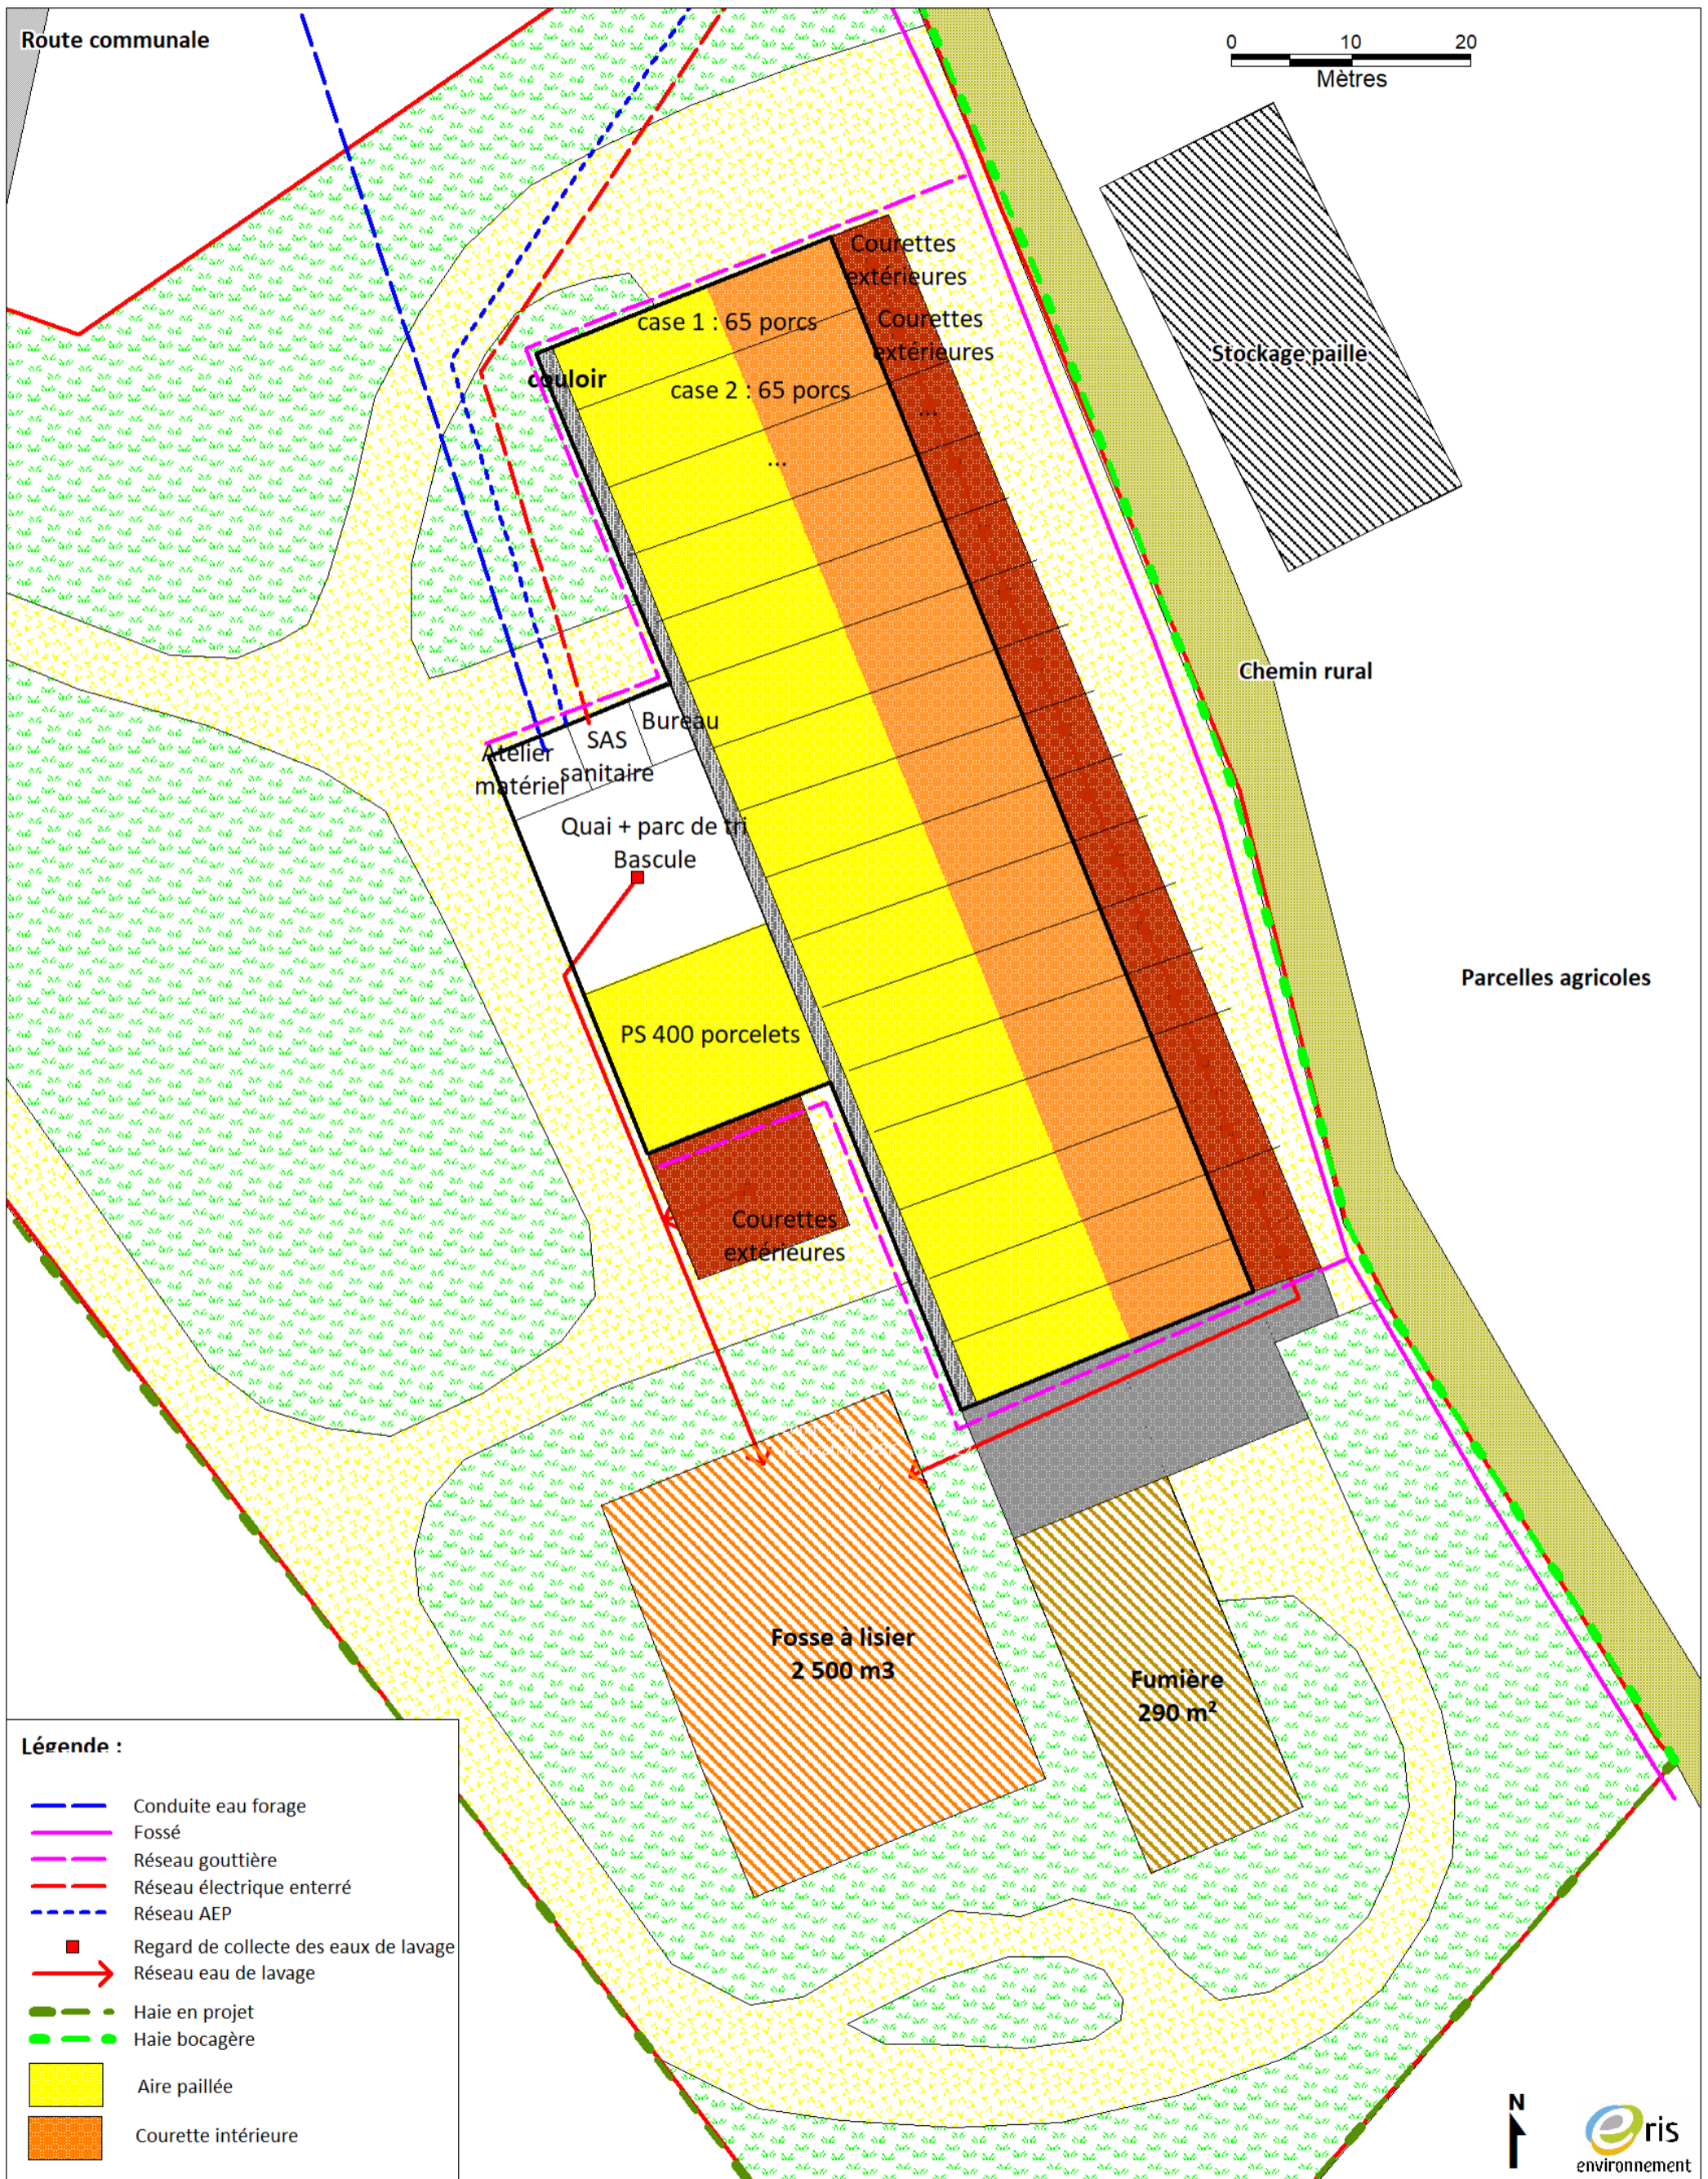 Route communale
0 10 20
Mètres
Courettes
extérieures
case 1 : 65 porcs
Courettes
extérieures
Stockage paille
couloir
case 2 : 65 porcs
...
...
Chemin rural
Bureau
SAS
sanitaire
Atelier
matériel
Quai + parc de tri
Bascule
Parcelles agricoles
PS 400 porcelets
Courettes
extérieures
Fosse à lisier
2 500 m3
Fumière
290 m²
Légende :
Conduite eau forage
Fossé
Réseau gouttière
Réseau électrique enterré
Réseau AEP
Regard de collecte des eaux de lavage
Réseau eau de lavage
Haie en projet
Haie bocagère
Aire paillée
Courette intérieure
N
eris
environnement